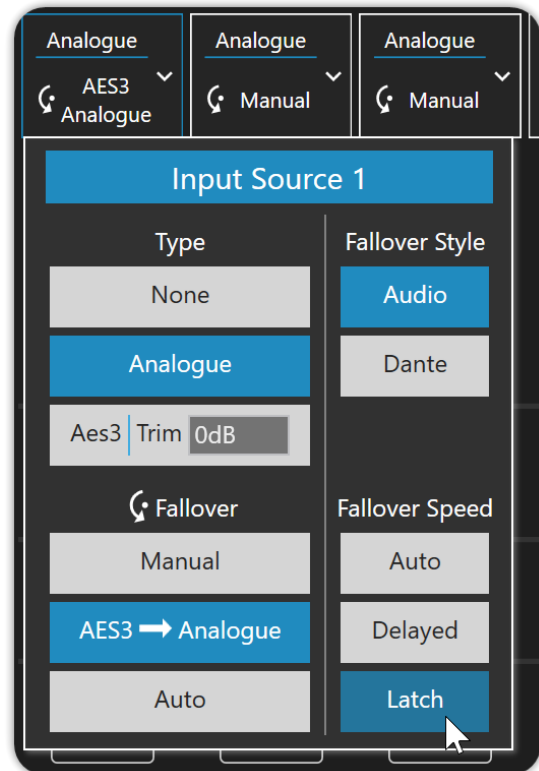 Analogue
AES3
Analogue
Analogue
Manual
Analogue
Manual
Input Source 1
Type
None
Analogue
Aes3 Trim 0dB
Fallover
Manual
AES3 ➡ Analogue
Auto
Fallover Style
Audio
Dante
Fallover Speed
Auto
Delayed
Latch